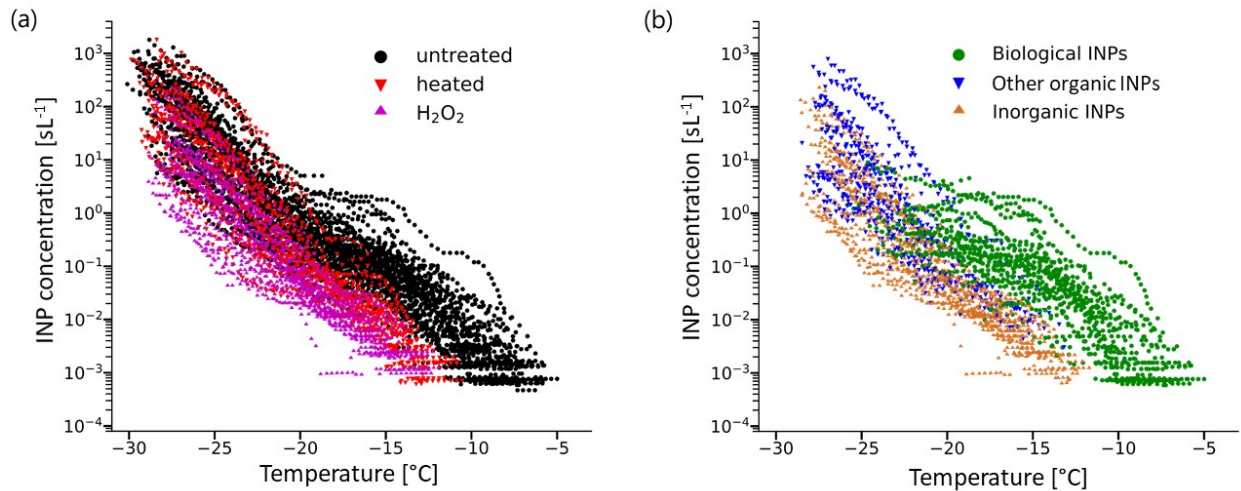 (a)
INP concentration [sL⁻¹]
10³
10²
10¹
10⁰
10⁻¹
10⁻²
10⁻³
10⁻⁴
untreated
heated
H₂O₂
−30 −25 −20 −15 −10 −5
Temperature [°C]
(b)
INP concentration [sL⁻¹]
10³
10²
10¹
10⁰
10⁻¹
10⁻²
10⁻³
10⁻⁴
Biological INPs
Other organic INPs
Inorganic INPs
−30 −25 −20 −15 −10 −5
Temperature [°C]